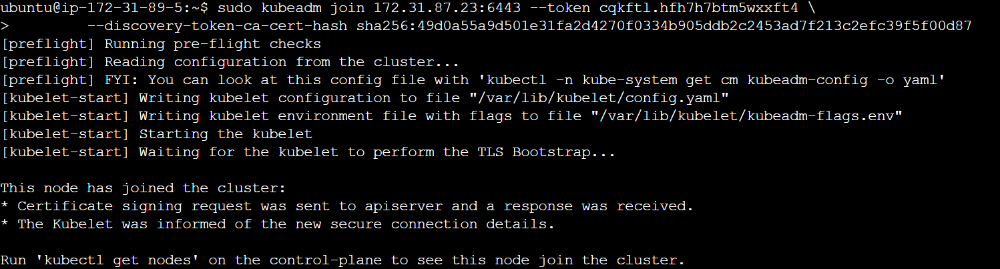 ubuntu@ip-172-31-89-5:~$ sudo kubeadm join 172.31.87.23:6443 --token cqkftl.hfh7h7btm5wxxft4 \
>         --discovery-token-ca-cert-hash sha256:49d0a55a9d501e31fa2d4270f0334b905ddb2c2453ad7f213c2efc39f5f00d87
[preflight] Running pre-flight checks
[preflight] Reading configuration from the cluster...
[preflight] FYI: You can look at this config file with 'kubectl -n kube-system get cm kubeadm-config -o yaml'
[kubelet-start] Writing kubelet configuration to file "/var/lib/kubelet/config.yaml"
[kubelet-start] Writing kubelet environment file with flags to file "/var/lib/kubelet/kubeadm-flags.env"
[kubelet-start] Starting the kubelet
[kubelet-start] Waiting for the kubelet to perform the TLS Bootstrap...

This node has joined the cluster:
* Certificate signing request was sent to apiserver and a response was received.
* The Kubelet was informed of the new secure connection details.

Run 'kubectl get nodes' on the control-plane to see this node join the cluster.